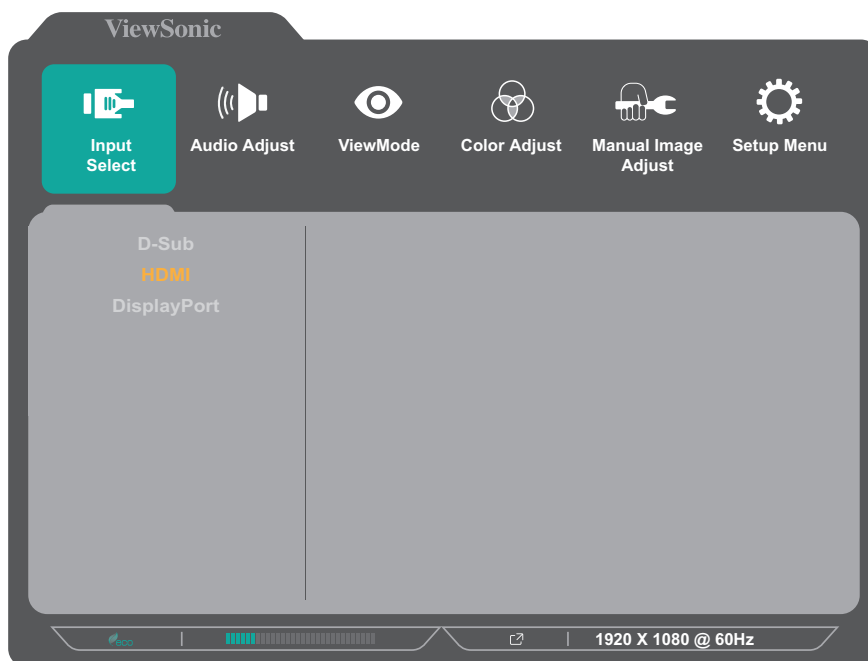 ViewSonic
Input
Select
Audio Adjust
ViewMode
Color Adjust
Manual Image
Adjust
Setup Menu
D-Sub
HDMI
DisplayPort
eco
1920 X 1080 @ 60Hz